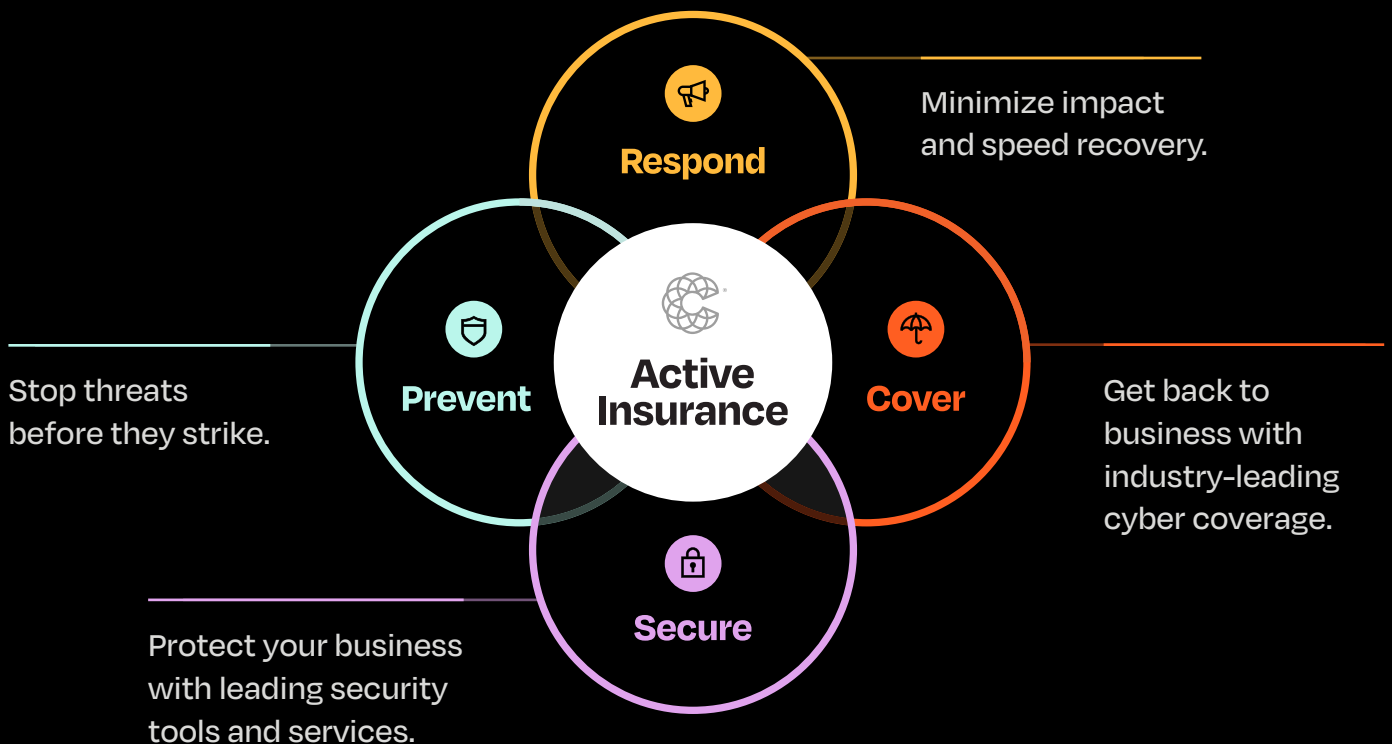 Respond
Minimize impact
and speed recovery.
Prevent
Stop threats
before they strike.
Active
Insurance
Cover
Get back to
business with
industry-leading
cyber coverage.
Secure
Protect your business
with leading security
tools and services.